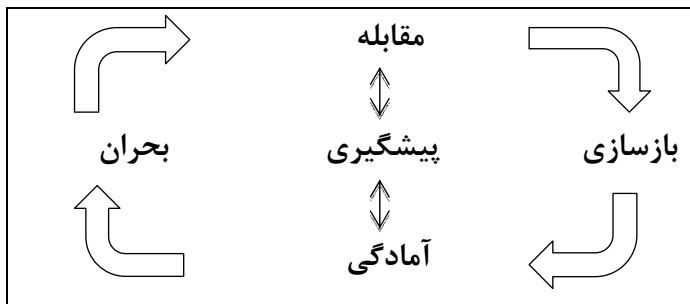 مقابله
بازسازی پیشگیری بحران
آمادگی